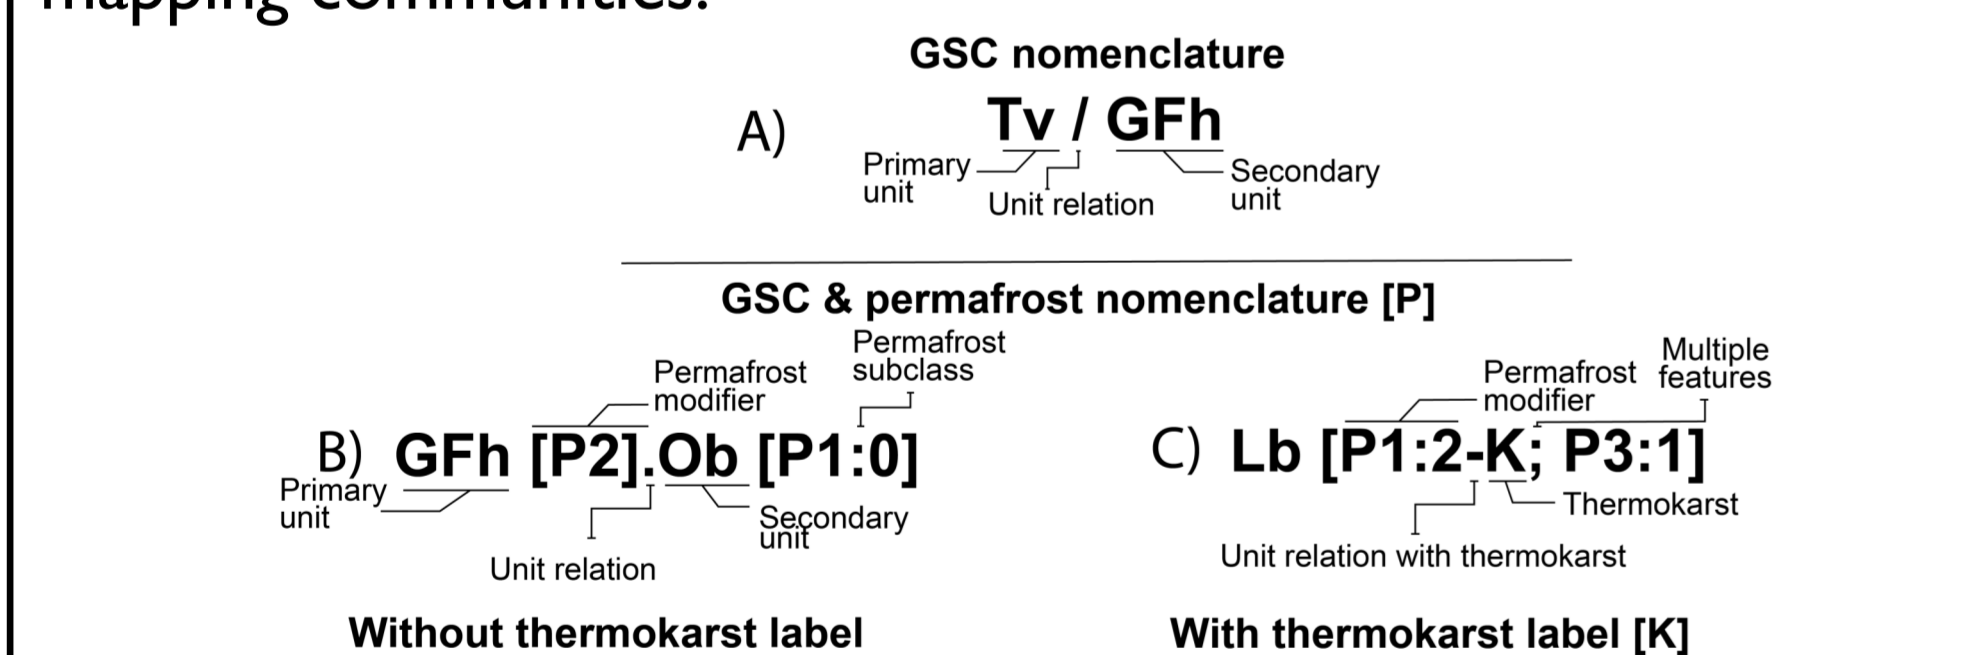 mapping communities.
GSC nomenclature
A)
Tv / GFh
Primary
unit
Unit relation
Secondary
unit
GSC & permafrost nomenclature [P]
Permafrost
modifier
Permafrost
subclass
B) GFh [P2].Ob [P1:0]
Primary
unit
Unit relation
Secondary
unit
Without thermokarst label
Permafrost
modifier
Multiple
features
C) Lb [P1:2-K; P3:1]
Thermokarst
Unit relation with thermokarst
With thermokarst label [K]